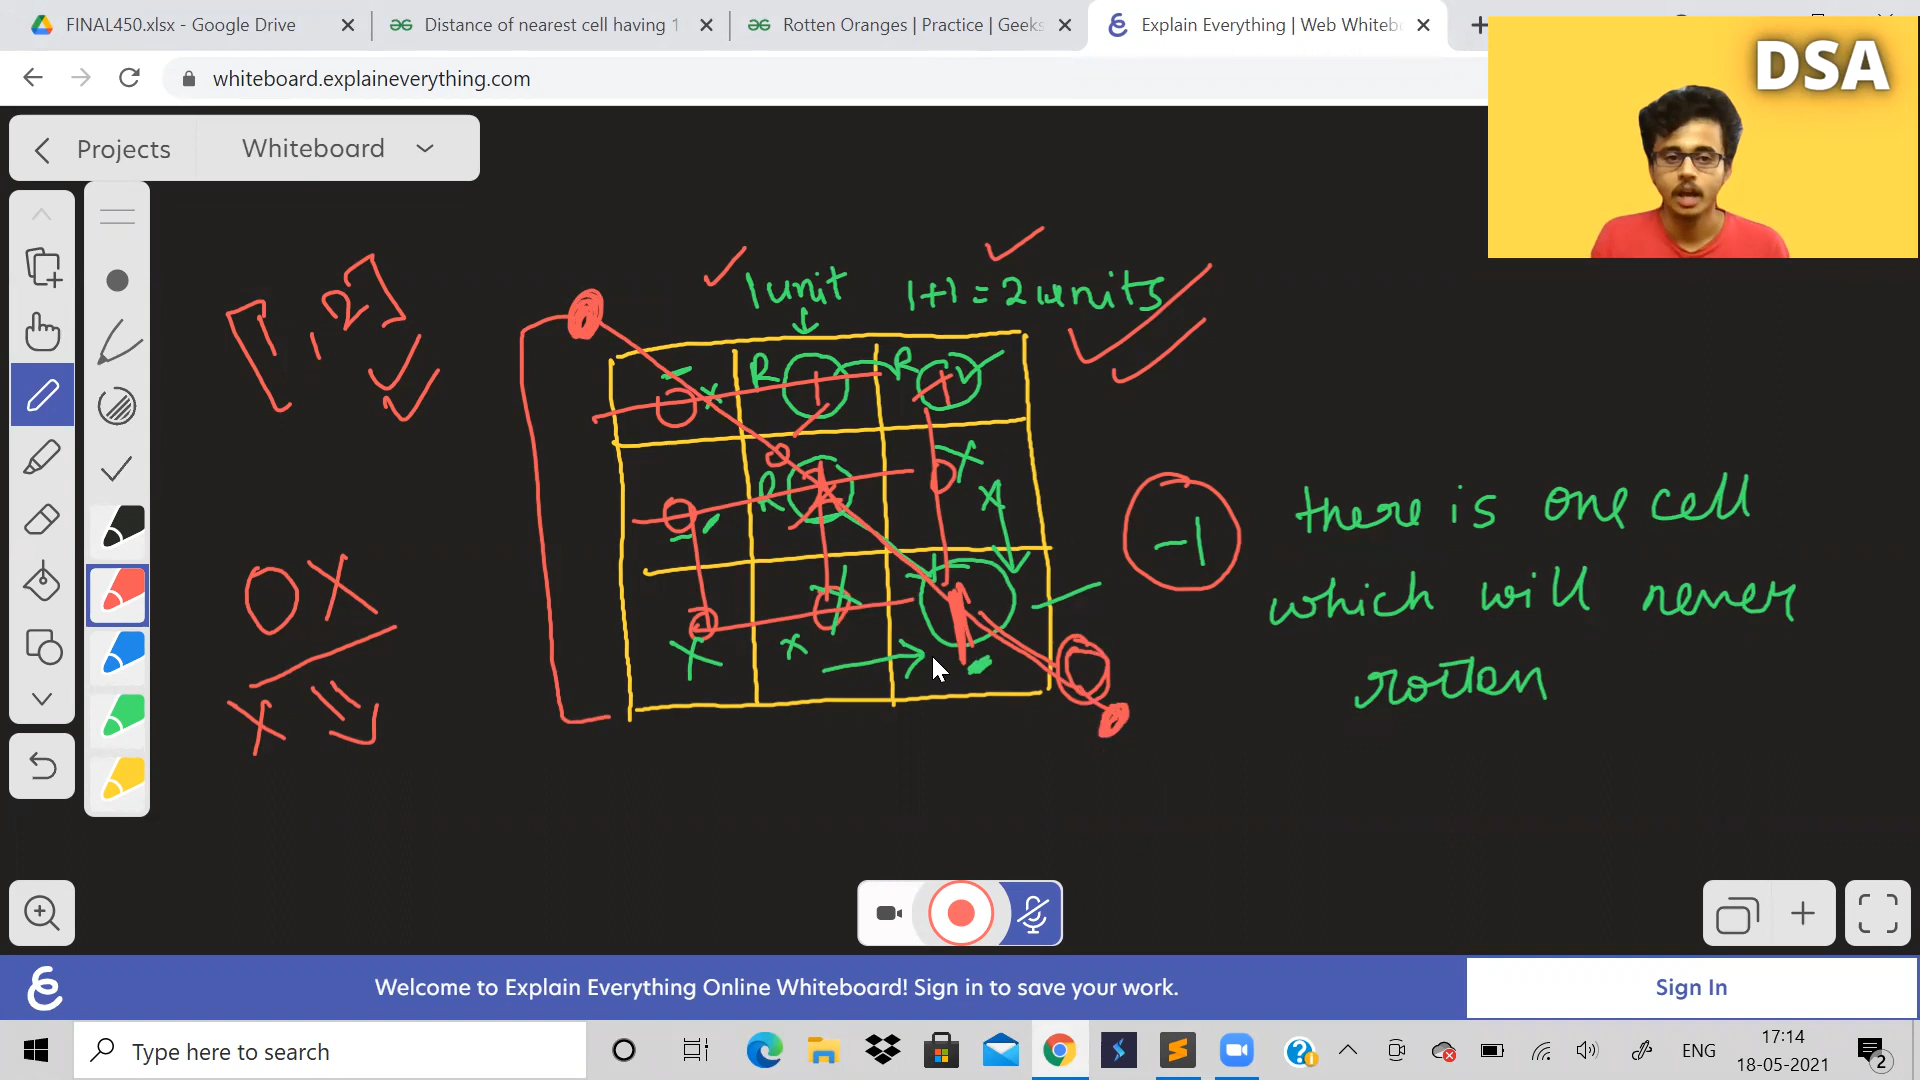 FINAL450.xlsx - Google Drive
Distance of nearest cell having 1
Rotten Oranges | Practice | Geeks
Explain Everything | Web Whiteb
whiteboard.explaineverything.com
DSA
Projects
Whiteboard
1 unit 1+1=2 units
, 2]
R 1 R 1
R
-1
there is one cell
which will never
rotten
O X
X
Welcome to Explain Everything Online Whiteboard! Sign in to save your work.
Sign In
Type here to search
ENG
17:14
18-05-2021
2